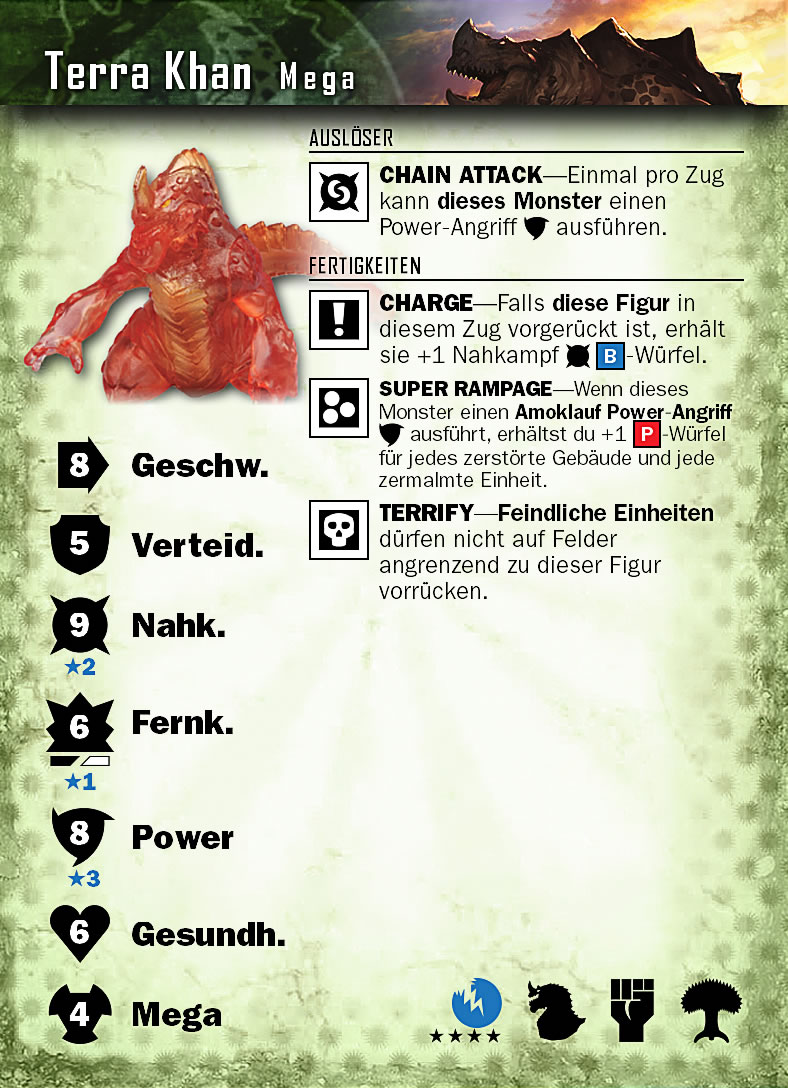 Terra Khan Mega
AUSLÖSER
CHAIN ATTACK—Einmal pro Zug
kann dieses Monster einen
Power-Angriff ausführen.
FERTIGKEITEN
CHARGE—Falls diese Figur in
diesem Zug vorgerückt ist, erhält
sie +1 Nahkampf B-Würfel.
SUPER RAMPAGE—Wenn dieses
Monster einen Amoklauf Power-Angriff
ausführt, erhältst du +1 P-Würfel
für jedes zerstörte Gebäude und jede
zermalmte Einheit.
TERRIFY—Feindliche Einheiten
dürfen nicht auf Felder
angrenzend zu dieser Figur
vorrücken.
8 Geschw.
5 Verteid.
9 Nahk.
★2
6 Fernk.
★1
8 Power
★3
6 Gesundh.
4 Mega
★★★★